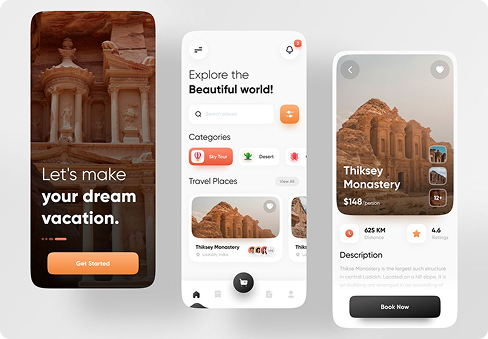 Let's make
your dream
vacation.
Get Started
2
Explore the
Beautiful world!
Search places
Categories
Sky Tour
Desert
Travel Places
View All
Thiksey Monastery
Ladakh, India
Thiksey
Monastery
$148 /person
12+
625 KM
Distance
4.6
Ratings
Description
Thikse Monastery is the largest such structure
in central Ladakh. Located on a hill slope, it is
Book Now